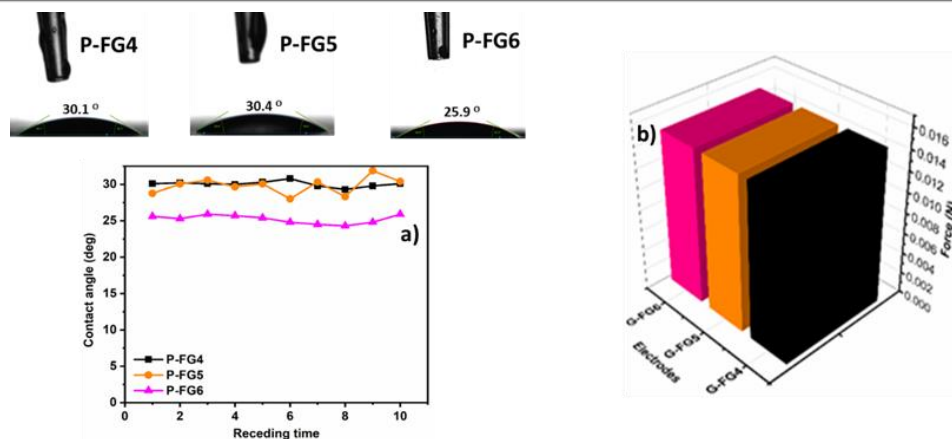 P-FG4
P-FG5
P-FG6
30.1 o
30.4 o
25.9 o
a)
Contact angle (deg)
30
25
20
15
10
5
0
P-FG4
P-FG5
P-FG6
0 2 4 6 8 10
Receding time
b)
0.016
0.014
0.012
0.010
0.008
0.006
0.004
0.002
0.000
Force (N)
G-FG6
G-FG5
G-FG4
Electrodes